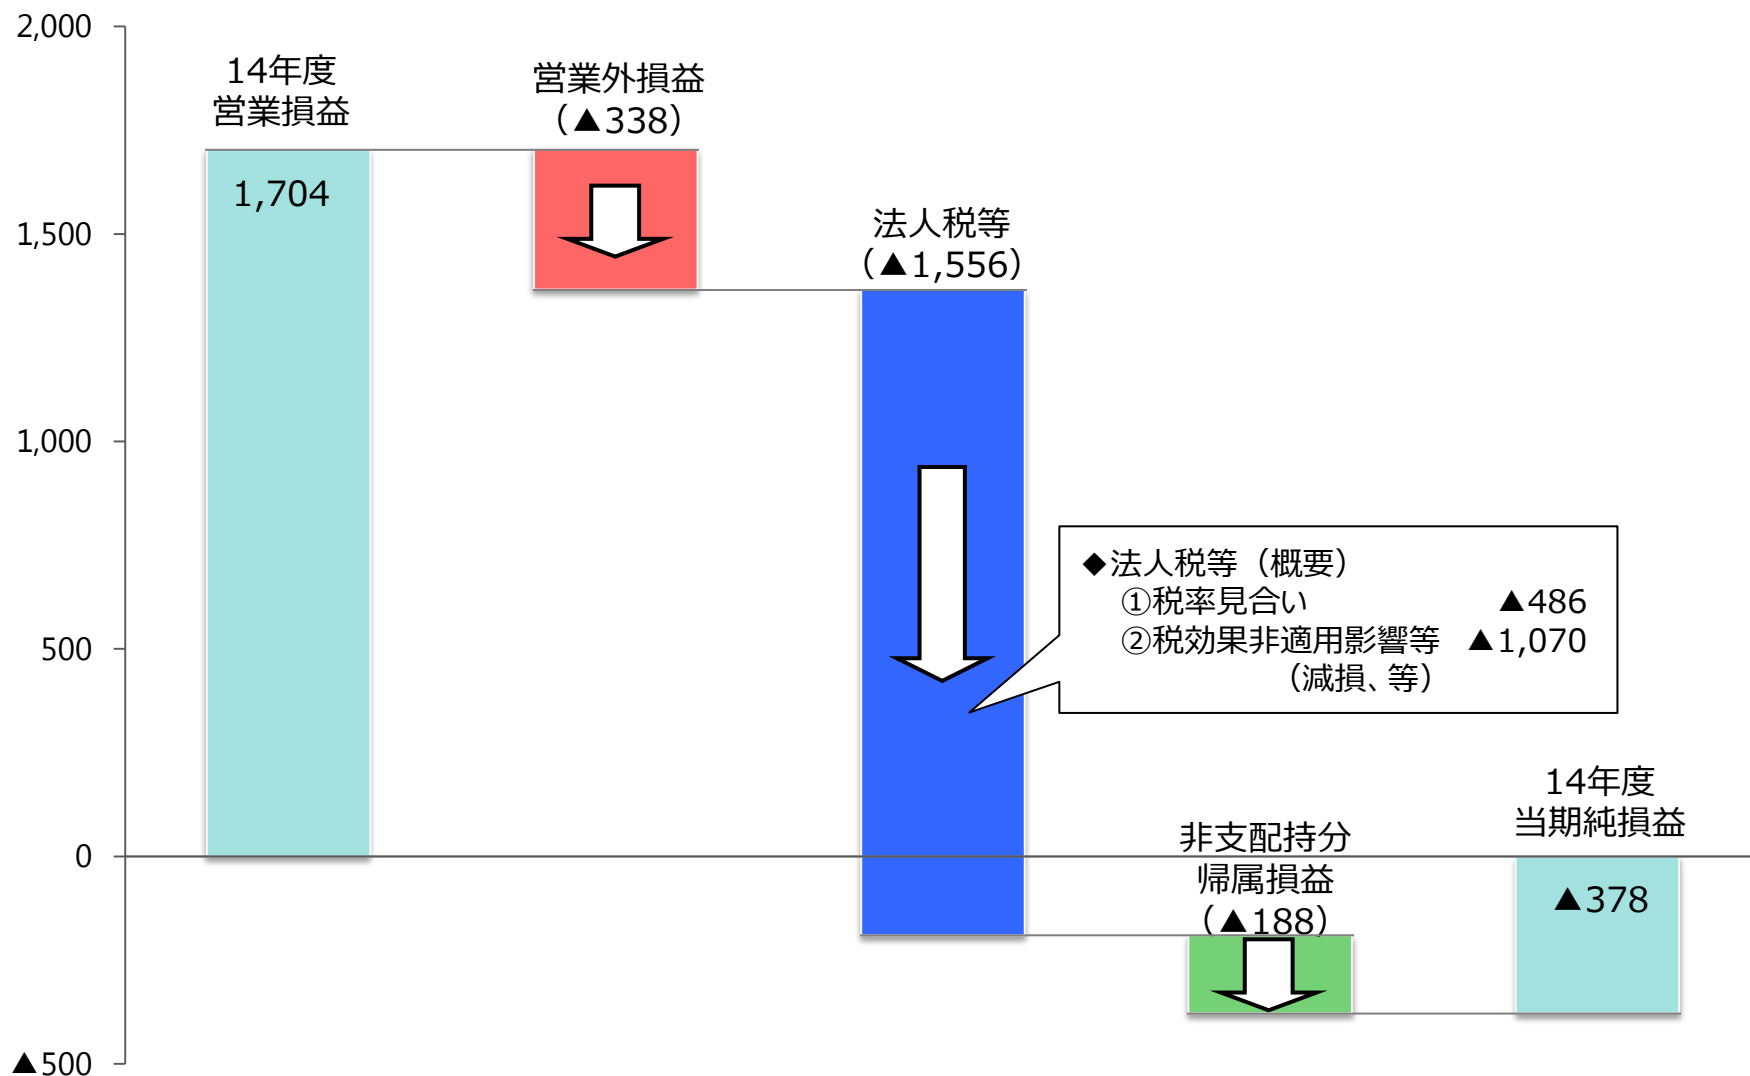 2,000
1,500
1,000
500
0
▲500
14年度
営業損益
1,704
営業外損益
（▲338）
法人税等
（▲1,556）
◆法人税等（概要）
①税率見合い ▲486
②税効果非適用影響等 ▲1,070
（減損、等）
非支配持分
帰属損益
（▲188）
14年度
当期純損益
▲378